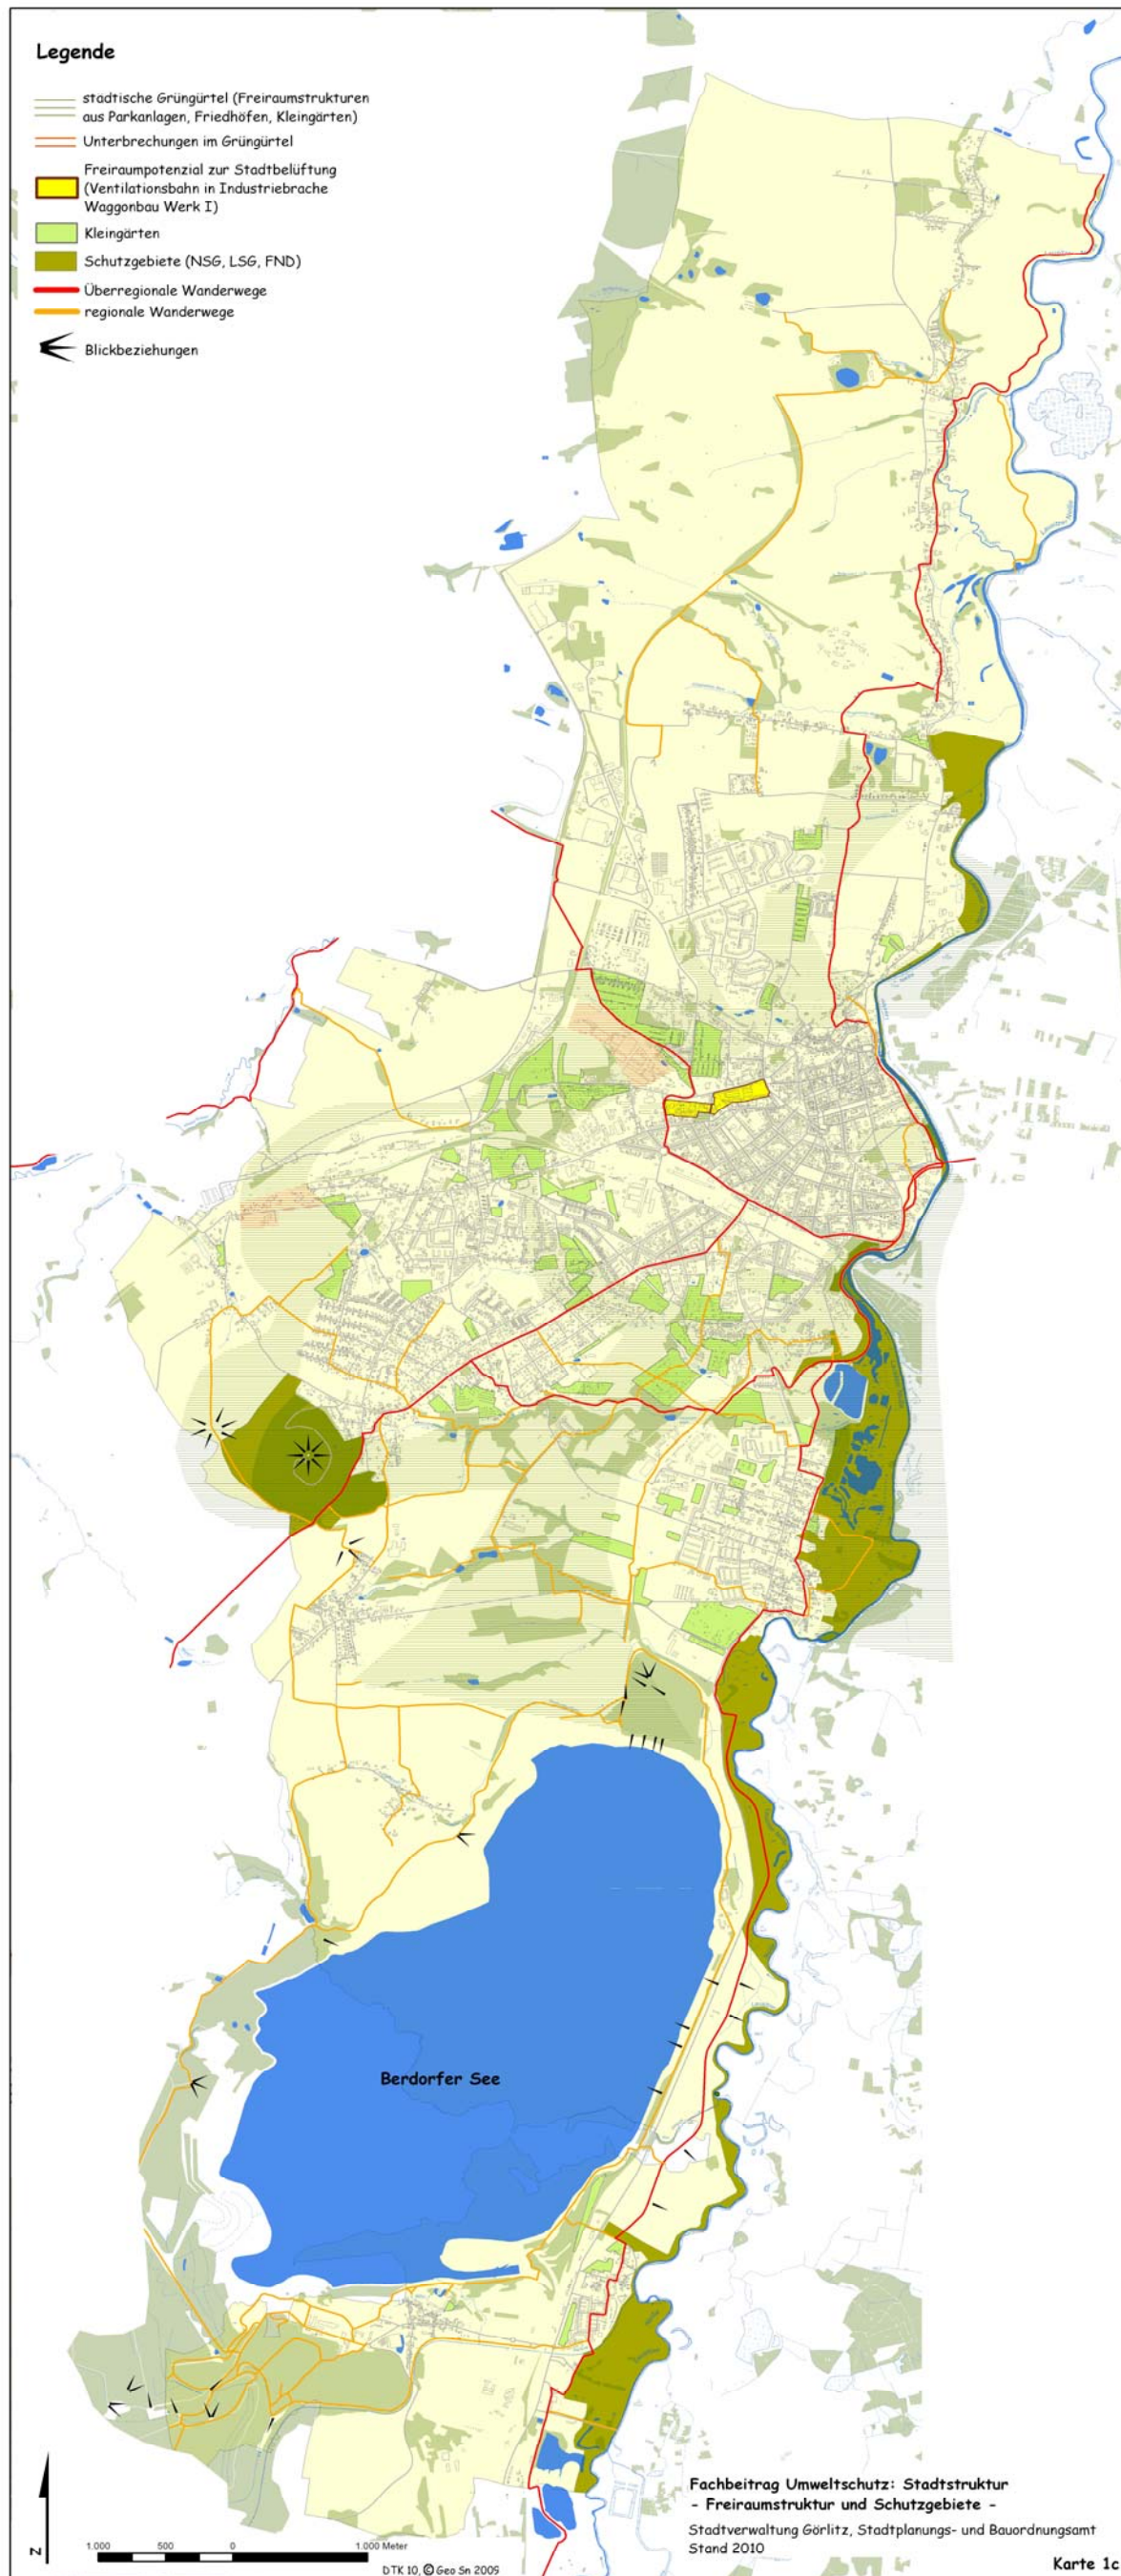 Legende
städtische Grüngürtel (Freiraumstrukturen
aus Parkanlagen, Friedhöfen, Kleingärten)
Unterbrechungen im Grüngürtel
Freiraumpotenzial zur Stadtbelüftung
(Ventilationsbahn in Industriebrache
Waggonbau Werk I)
Kleingärten
Schutzgebiete (NSG, LSG, FND)
Überregionale Wanderwege
regionale Wanderwege
Blickbeziehungen
Berdorfer See
Fachbeitrag Umweltschutz: Stadtstruktur
- Freiraumstruktur und Schutzgebiete -
Stadtverwaltung Görlitz, Stadtplanungs- und Bauordnungsamt
Stand 2010
N
1.000 500 0 1.000 Meter
DTK 10, © Geo Sn 2009
Karte 1c